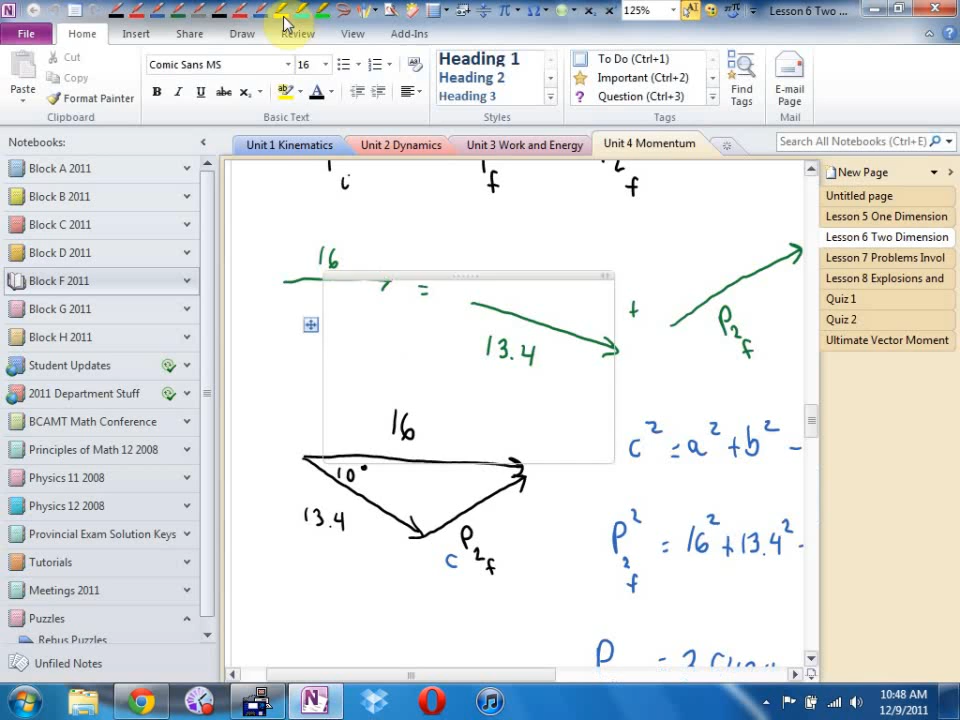 125%
Lesson 6 Two ...
File
Home
Insert
Share
Draw
Review
View
Add-Ins
Paste
Cut
Copy
Format Painter
Clipboard
Comic Sans MS
16
B I U abc X₂
A
Basic Text
Heading 1
Heading 2
Heading 3
Styles
To Do (Ctrl+1)
Important (Ctrl+2)
? Question (Ctrl+3)
Tags
Find Tags
E-mail Page
Mail
Notebooks:
Unit 1 Kinematics
Unit 2 Dynamics
Unit 3 Work and Energy
Unit 4 Momentum
Search All Notebooks (Ctrl+E)
Block A 2011
Block B 2011
Block C 2011
Block D 2011
Block F 2011
Block G 2011
Block H 2011
Student Updates
2011 Department Stuff
BCAMT Math Conference
Principles of Math 12 2008
Physics 11 2008
Physics 12 2008
Provincial Exam Solution Keys
Tutorials
Meetings 2011
Puzzles
Rebus Puzzles
Unfiled Notes
i
f
f
16
=
13.4
+
P₂f
16
10°
13.4
P₂f
c
c² = a² + b² -
P₂f² = 16² + 13.4² -
P
New Page
Untitled page
Lesson 5 One Dimension
Lesson 6 Two Dimension
Lesson 7 Problems Invol
Lesson 8 Explosions and
Quiz 1
Quiz 2
Ultimate Vector Moment
10:48 AM
12/9/2011